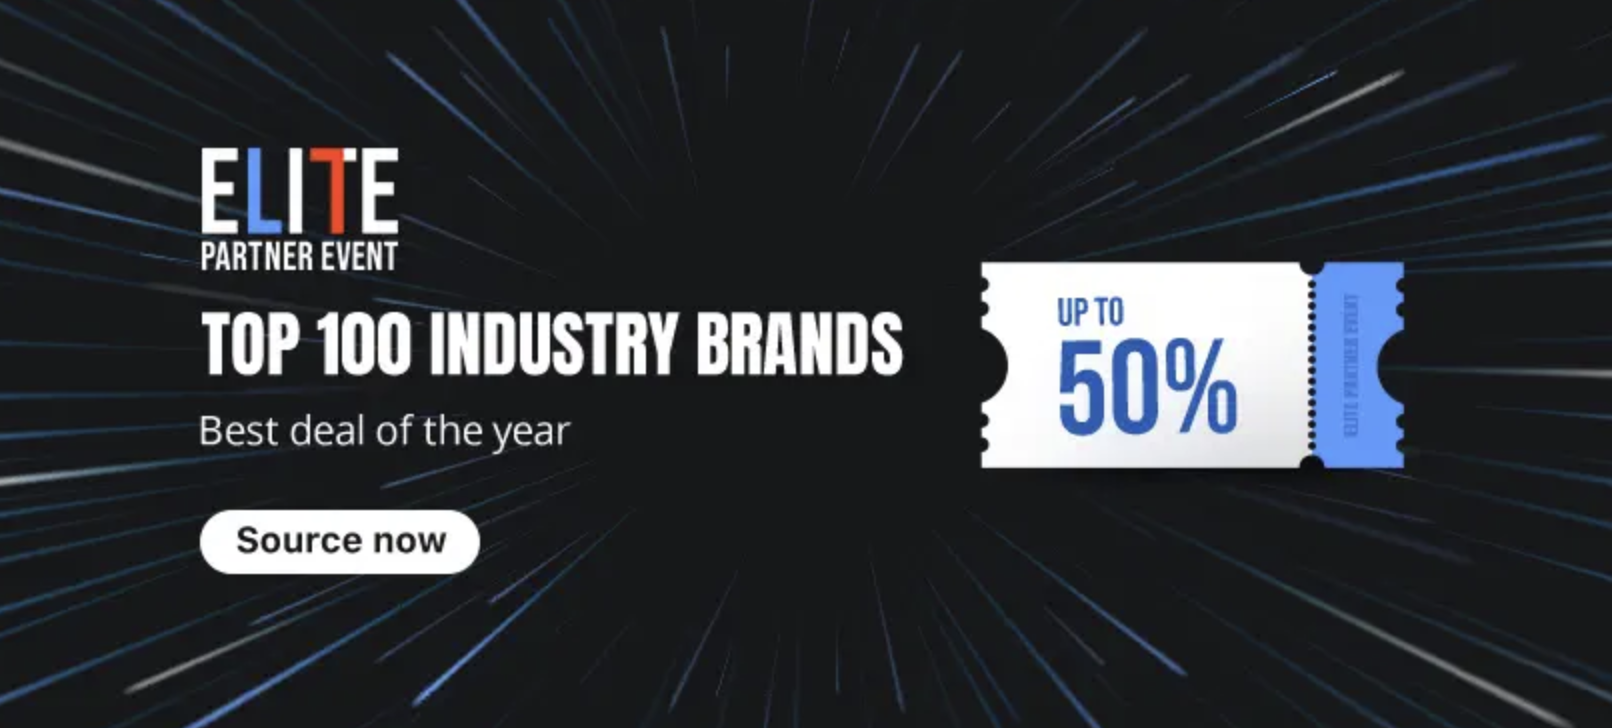 ELITE
PARTNER EVENT
TOP 100 INDUSTRY BRANDS
Best deal of the year
Source now
UP TO
50%
ELITE PARTNER EVENT